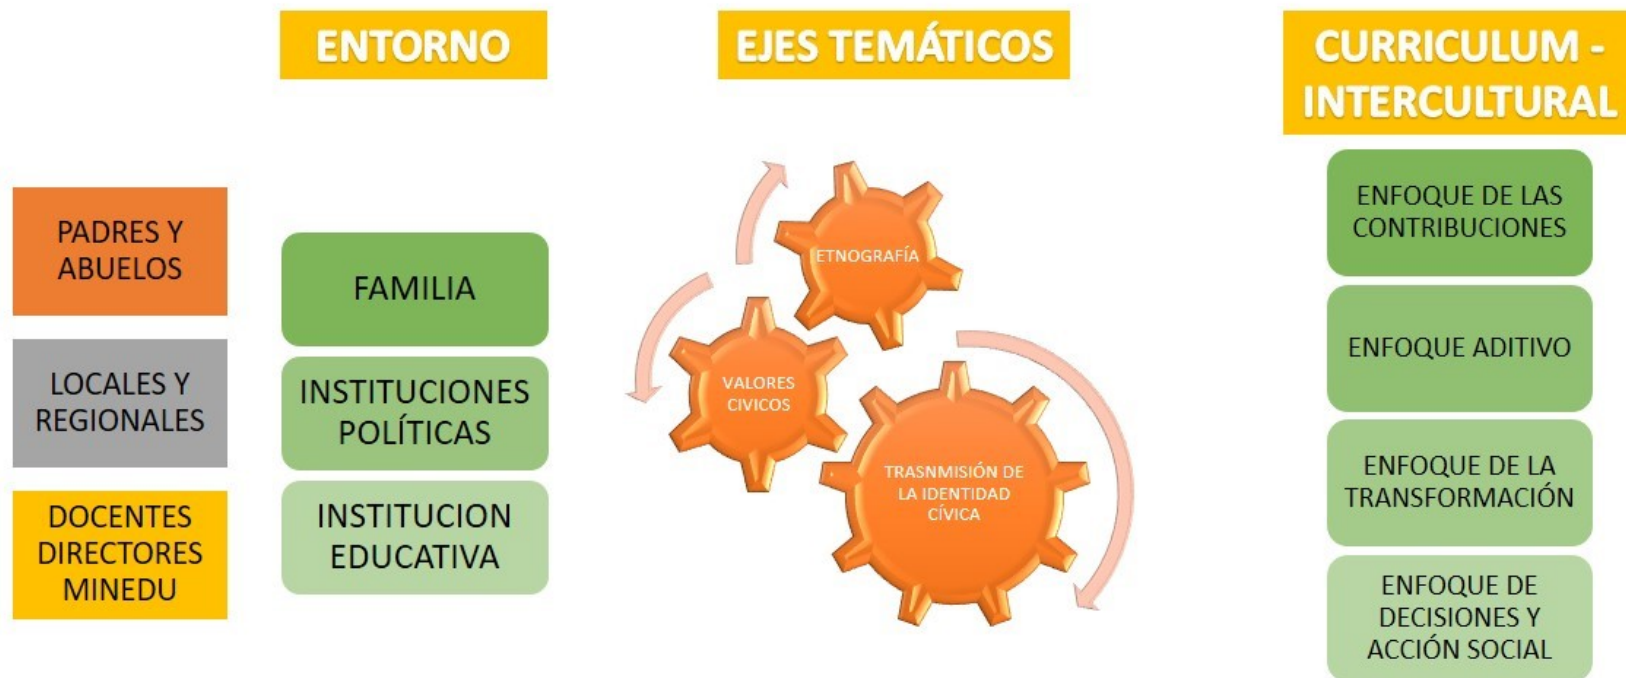 ENTORNO
EJES TEMÁTICOS
CURRICULUM -
INTERCULTURAL
PADRES Y
ABUELOS
LOCALES Y
REGIONALES
DOCENTES
DIRECTORES
MINEDU
FAMILIA
INSTITUCIONES
POLÍTICAS
INSTITUCION
EDUCATIVA
ETNOGRAFÍA
VALORES
CIVICOS
TRASNMISIÓN DE
LA IDENTIDAD
CÍVICA
ENFOQUE DE LAS
CONTRIBUCIONES
ENFOQUE ADITIVO
ENFOQUE DE LA
TRANSFORMACIÓN
ENFOQUE DE
DECISIONES Y
ACCIÓN SOCIAL